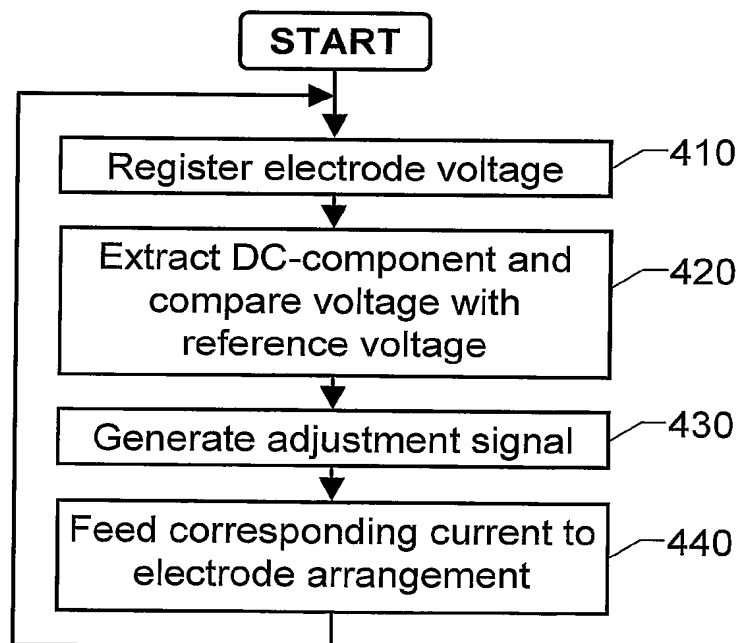 START
Register electrode voltage
410
Extract DC-component and
compare voltage with
reference voltage
420
Generate adjustment signal
430
Feed corresponding current to
electrode arrangement
440